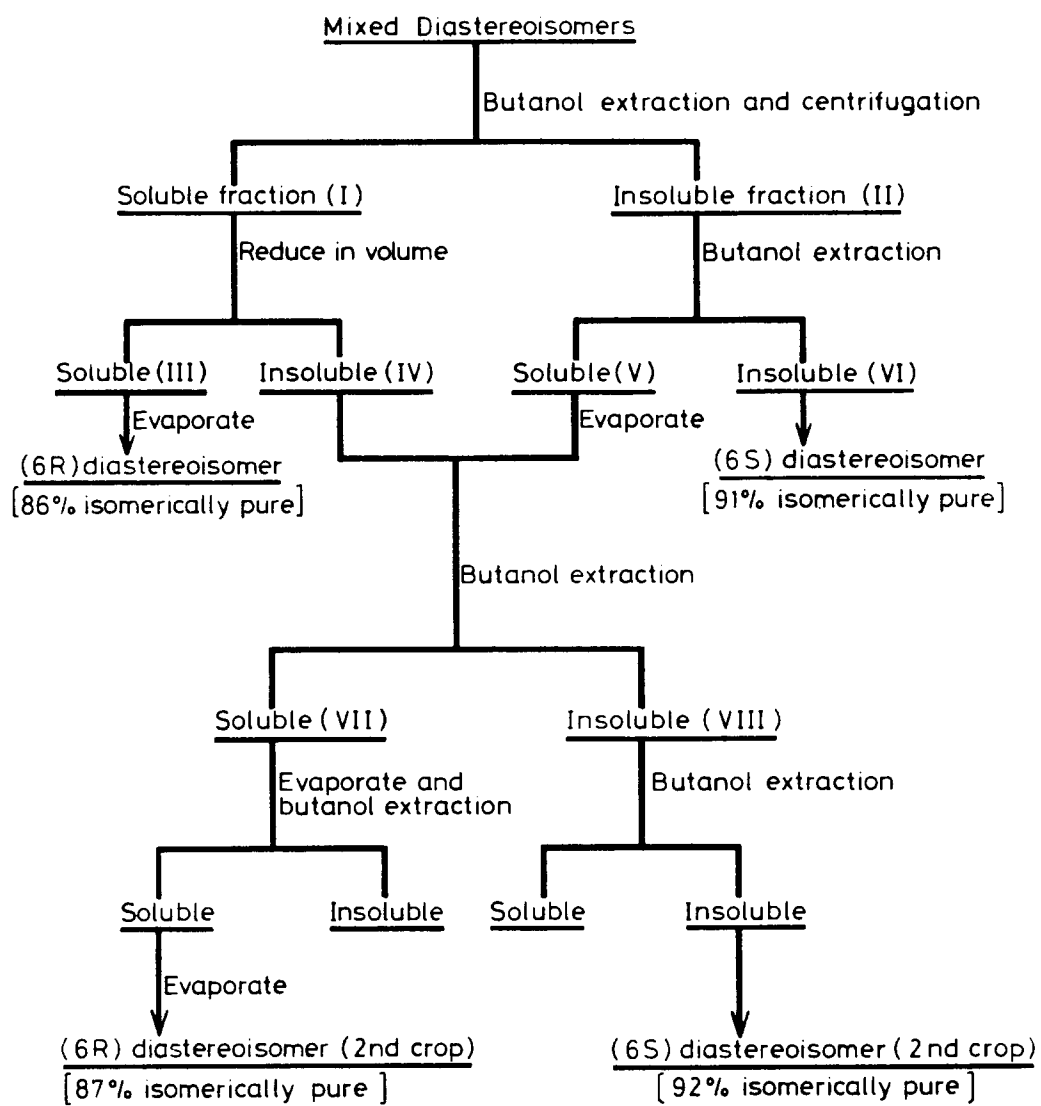 Mixed Diastereoisomers
Butanol extraction and centrifugation
Soluble fraction (I)
Insoluble fraction (II)
Reduce in volume
Butanol extraction
Soluble (III)
Insoluble (IV)
Soluble (V)
Insoluble (VI)
Evaporate
Evaporate
(6R) diastereoisomer
[86% isomerically pure]
(6S) diastereoisomer
[91% isomerically pure]
Butanol extraction
Soluble (VII)
Insoluble (VIII)
Evaporate and
butanol extraction
Butanol extraction
Soluble
Insoluble
Soluble
Insoluble
Evaporate
(6R) diastereoisomer (2nd crop)
[87% isomerically pure]
(6S) diastereoisomer (2nd crop)
[92% isomerically pure]